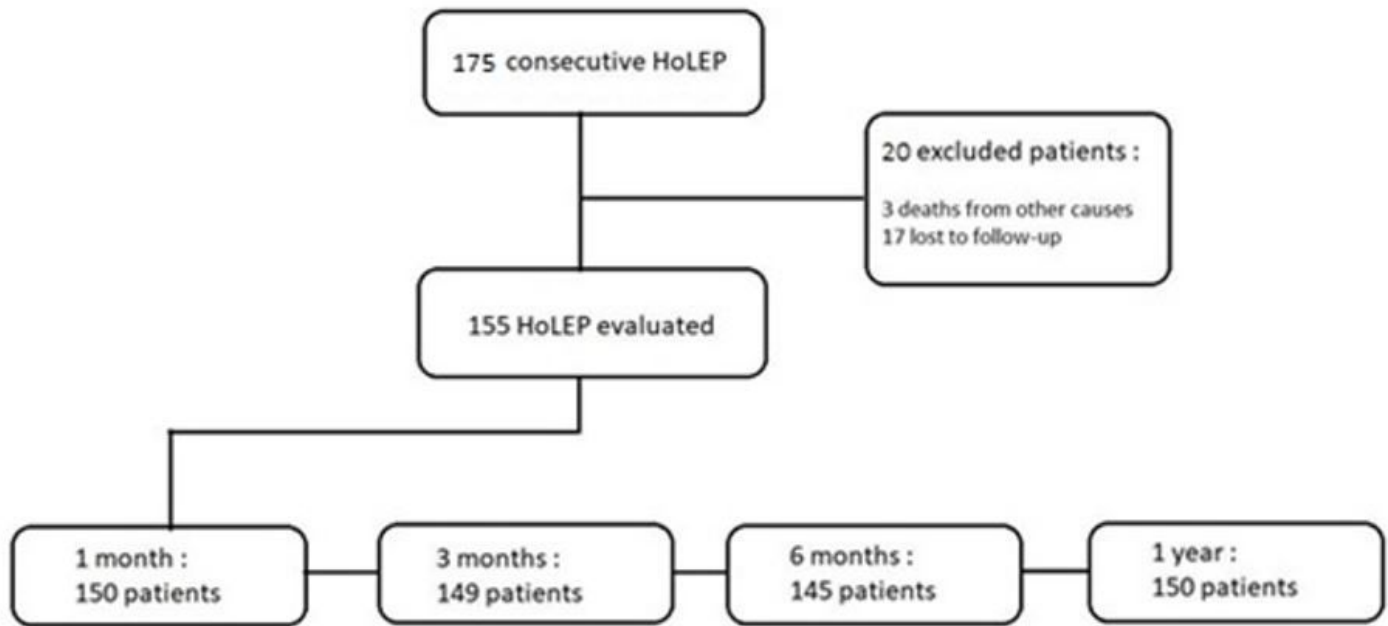 175 consecutive HoLEP
20 excluded patients :
3 deaths from other causes
17 lost to follow-up
155 HoLEP evaluated
1 month :
150 patients
3 months :
149 patients
6 months :
145 patients
1 year :
150 patients